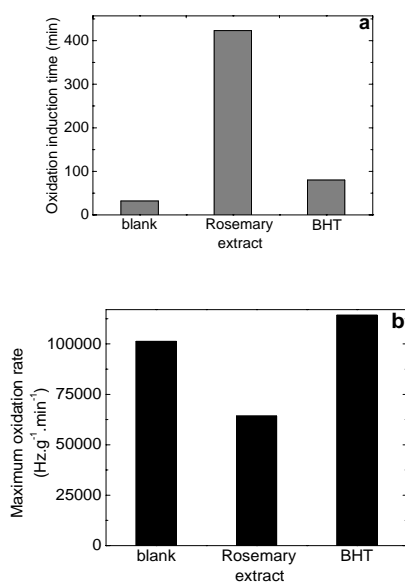 a
Oxidation induction time (min)
400
300
200
100
0
blank
Rosemary extract
BHT
b
Maximum oxidation rate
(Hz.g⁻¹.min⁻¹)
100000
75000
50000
25000
0
blank
Rosemary
extract
BHT